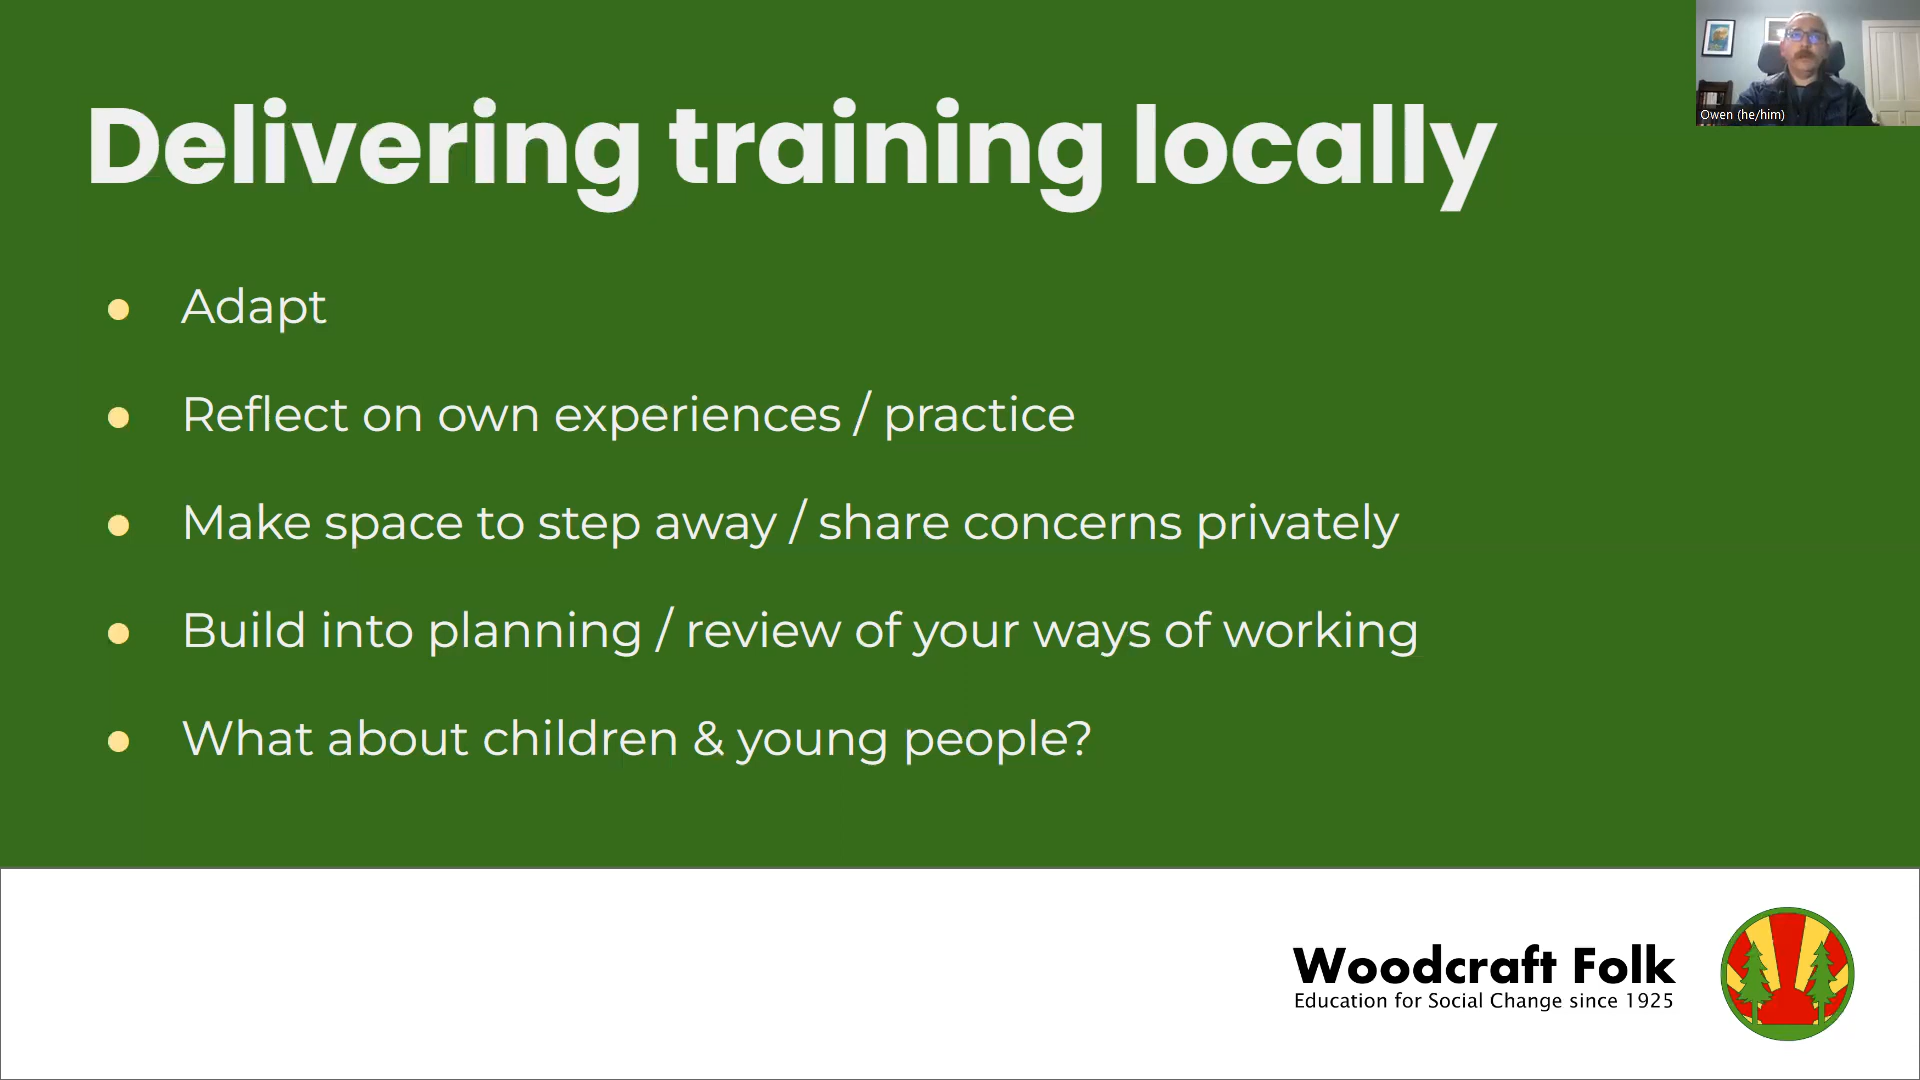 Delivering training locally
Owen (he/him)
Adapt
Reflect on own experiences / practice
Make space to step away / share concerns privately
Build into planning / review of your ways of working
What about children & young people?
Woodcraft Folk
Education for Social Change since 1925